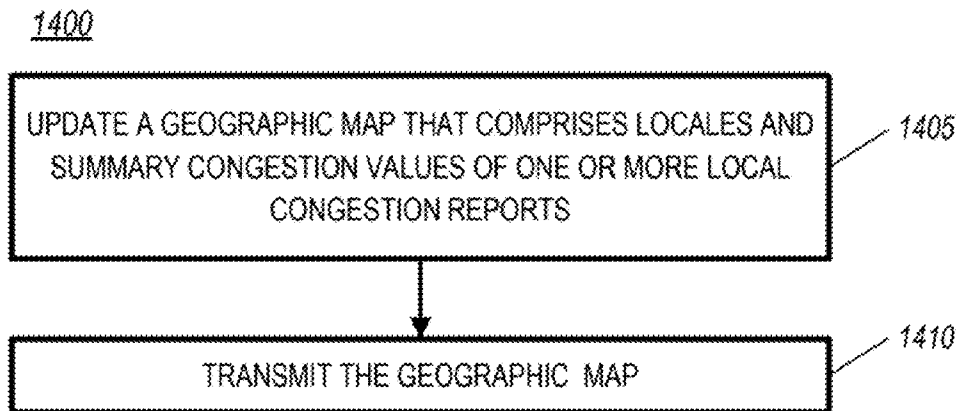 1400
UPDATE A GEOGRAPHIC MAP THAT COMPRISES LOCALES AND
SUMMARY CONGESTION VALUES OF ONE OR MORE LOCAL
CONGESTION REPORTS
1405
TRANSMIT THE GEOGRAPHIC MAP
1410